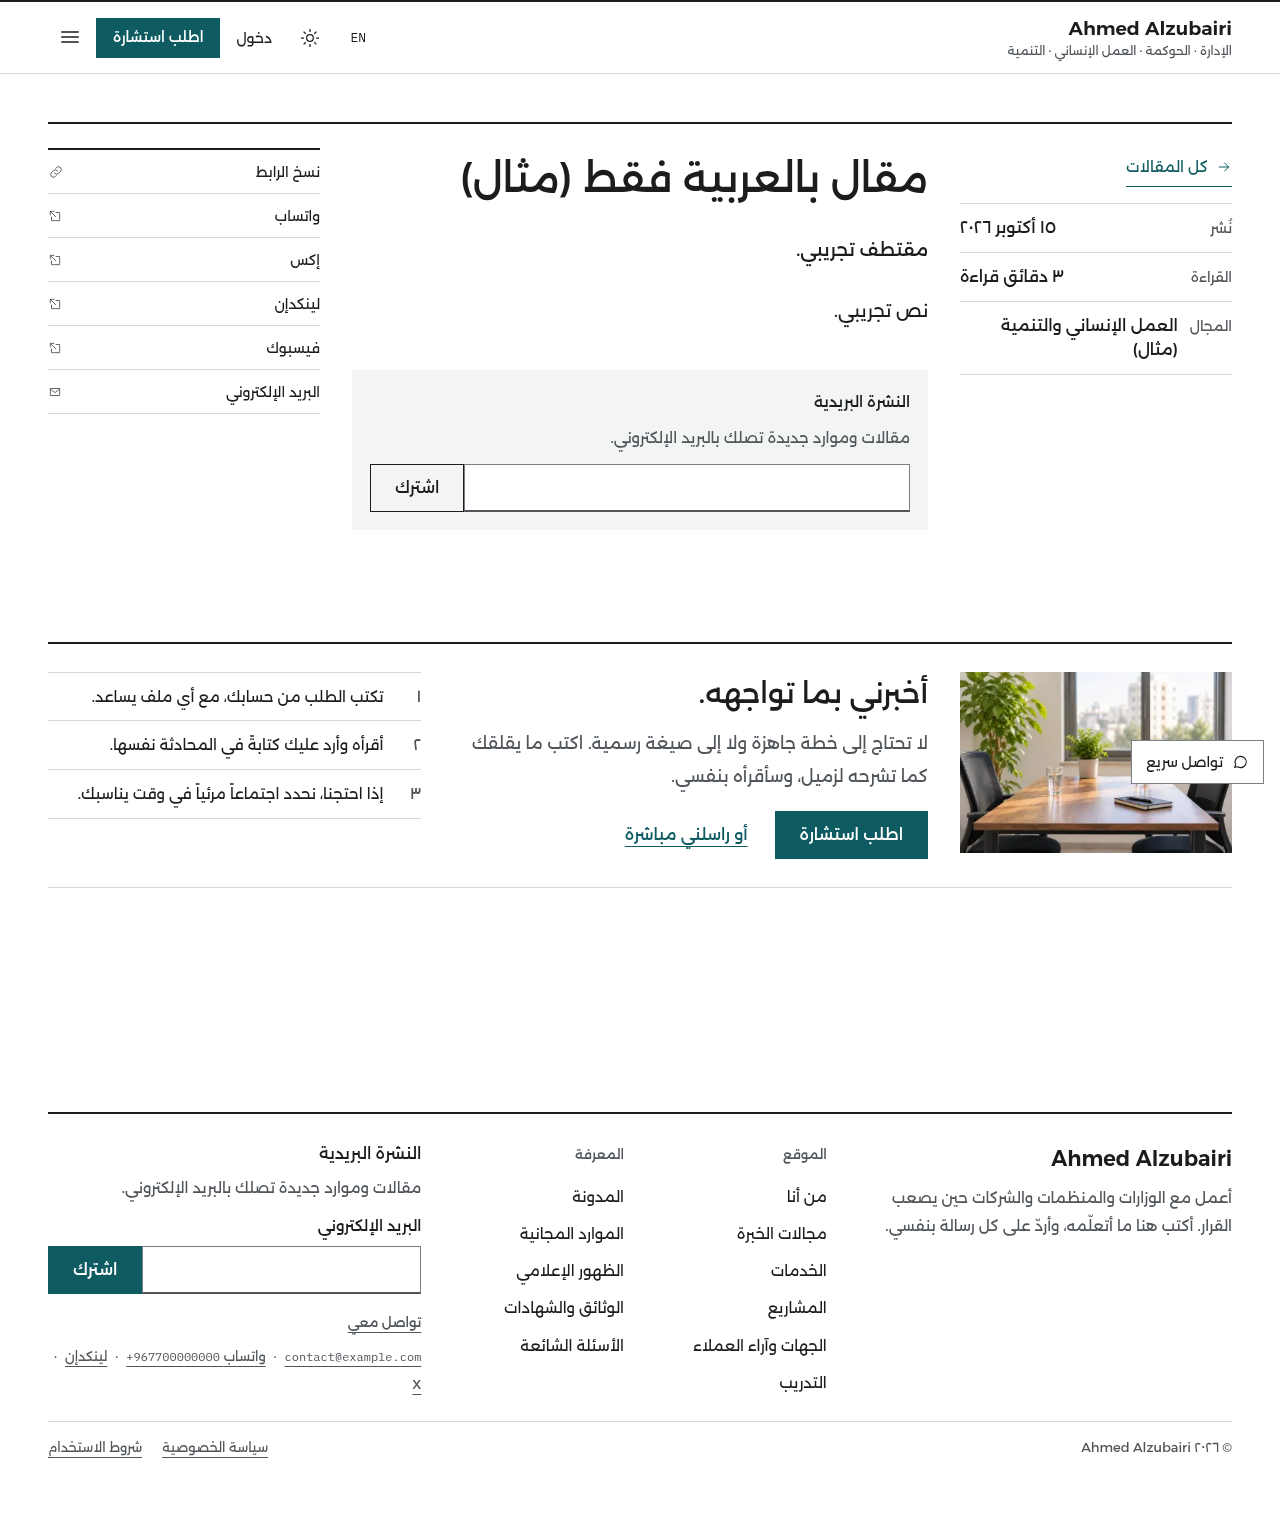 Ahmed Alzubairi
الإدارة · الحوكمة · العمل الإنساني · التنمية
EN
دخول
اطلب استشارة
كل المقالات
نُشر
١٥ أكتوبر ٢٠٢٦
القراءة
٣ دقائق قراءة
المجال
العمل الإنساني والتنمية
(مثال)
مقال بالعربية فقط (مثال)
مقتطف تجريبي.
نص تجريبي.
النشرة البريدية
مقالات وموارد جديدة تصلك بالبريد الإلكتروني.
اشترك
نسخ الرابط
واتساب
إكس
لينكدإن
فيسبوك
البريد الإلكتروني
تواصل سريع
أخبرني بما تواجهه.
لا تحتاج إلى خطة جاهزة ولا إلى صيغة رسمية. اكتب ما يقلقك
كما تشرحه لزميل، وسأقرأه بنفسي.
اطلب استشارة
أو راسلني مباشرة
١ تكتب الطلب من حسابك، مع أي ملف يساعد.
٢ أقرأه وأرد عليك كتابةً في المحادثة نفسها.
٣ إذا احتجنا، نحدد اجتماعاً مرئياً في وقت يناسبك.
Ahmed Alzubairi
أعمل مع الوزارات والمنظمات والشركات حين يصعب
القرار. أكتب هنا ما أتعلّمه، وأردّ على كل رسالة بنفسي.
الموقع
من أنا
مجالات الخبرة
الخدمات
المشاريع
الجهات وآراء العملاء
التدريب
المعرفة
المدونة
الموارد المجانية
الظهور الإعلامي
الوثائق والشهادات
الأسئلة الشائعة
النشرة البريدية
مقالات وموارد جديدة تصلك بالبريد الإلكتروني.
البريد الإلكتروني
اشترك
تواصل معي
contact@example.com · واتساب +967700000000 · لينكدإن ·
X
© ٢٠٢٦ Ahmed Alzubairi
سياسة الخصوصية
شروط الاستخدام